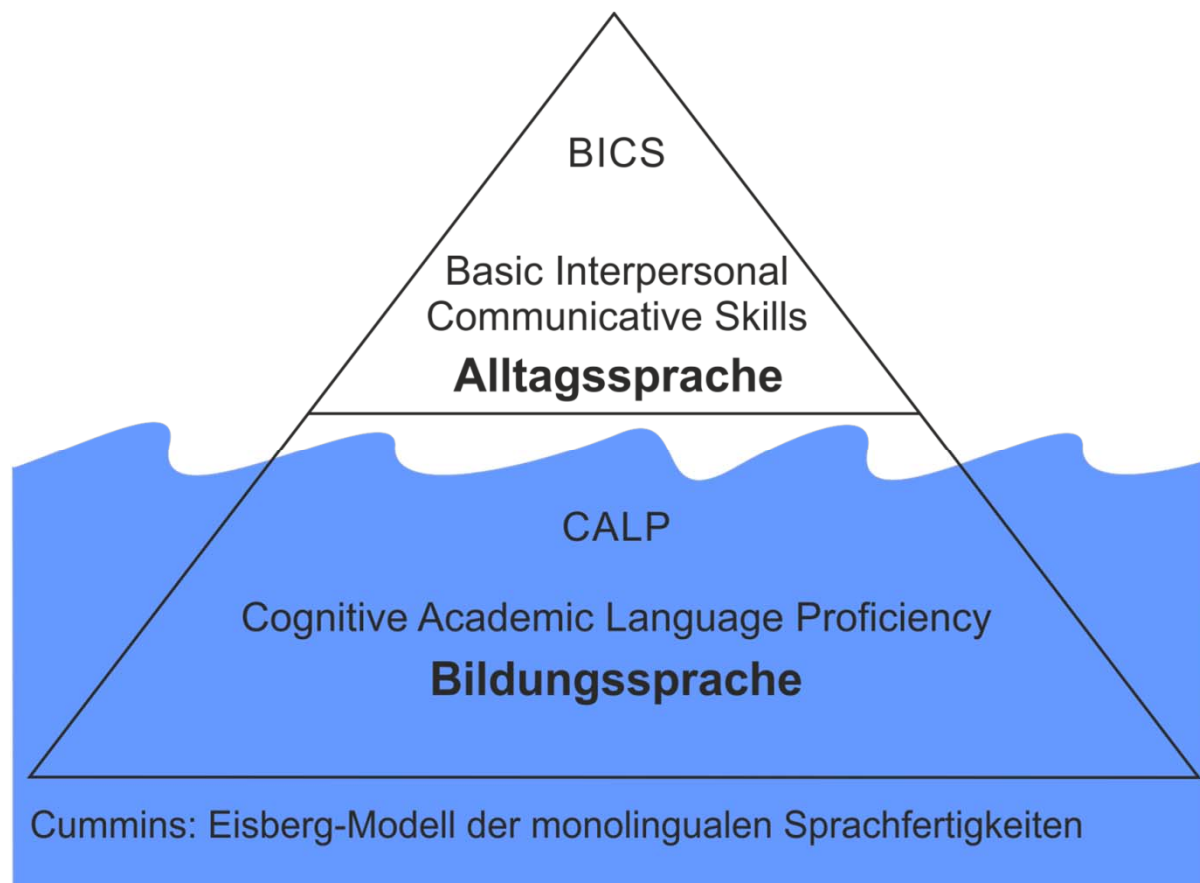 BICS
Basic Interpersonal
Communicative Skills
Alltagssprache
CALP
Cognitive Academic Language Proficiency
Bildungssprache
Cummins: Eisberg-Modell der monolingualen Sprachfertigkeiten